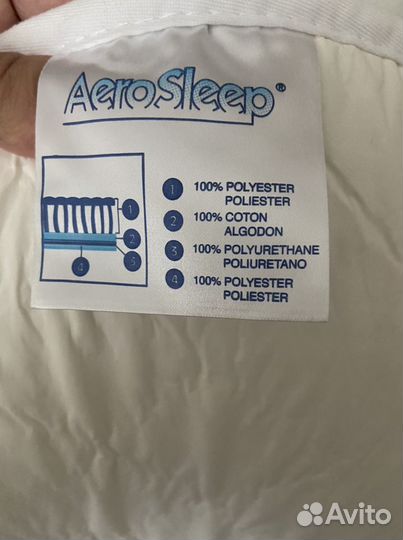 AeroSleep®
1 100% POLYESTER
POLIESTER
2 100% COTON
ALGODON
3 100% POLYURETHANE
POLIURETANO
4 100% POLYESTER
POLIESTER
1
2
3
4
Avito